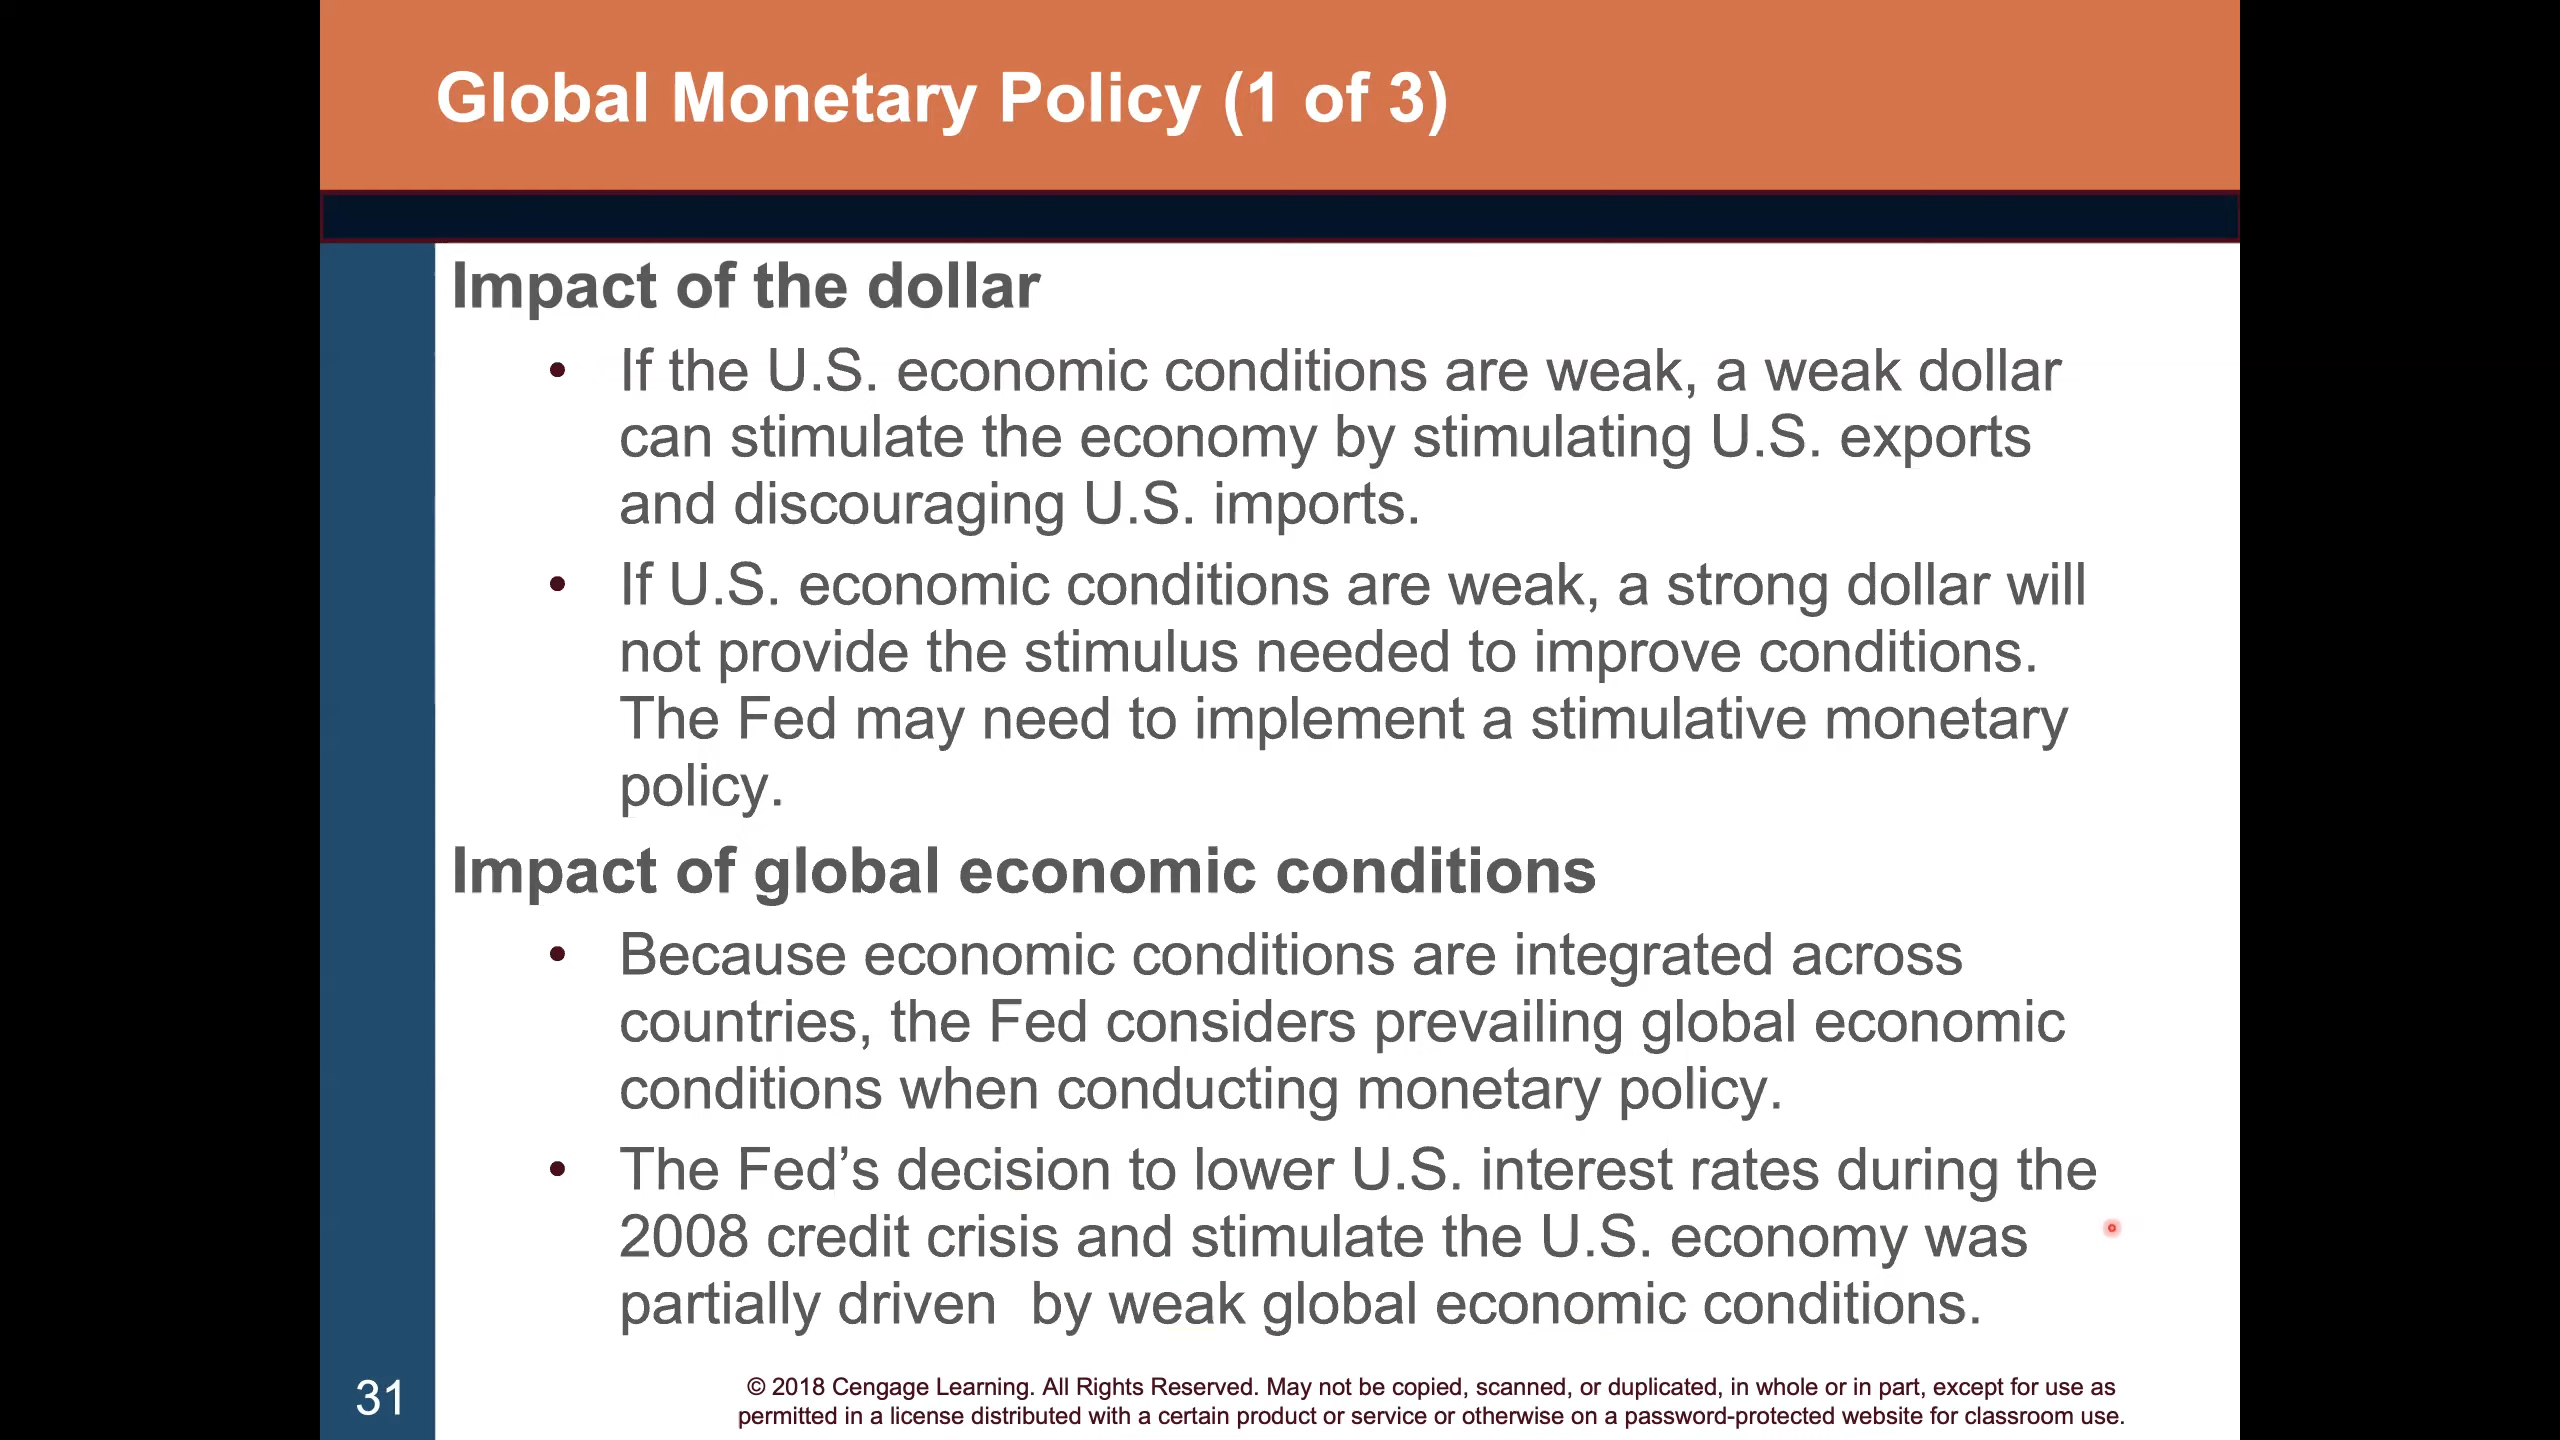 Global Monetary Policy (1 of 3)
Impact of the dollar
• If the U.S. economic conditions are weak, a weak dollar
can stimulate the economy by stimulating U.S. exports
and discouraging U.S. imports.
• If U.S. economic conditions are weak, a strong dollar will
not provide the stimulus needed to improve conditions.
The Fed may need to implement a stimulative monetary
policy.
Impact of global economic conditions
• Because economic conditions are integrated across
countries, the Fed considers prevailing global economic
conditions when conducting monetary policy.
• The Fed’s decision to lower U.S. interest rates during the
2008 credit crisis and stimulate the U.S. economy was
partially driven  by weak global economic conditions.
31
© 2018 Cengage Learning. All Rights Reserved. May not be copied, scanned, or duplicated, in whole or in part, except for use as
permitted in a license distributed with a certain product or service or otherwise on a password-protected website for classroom use.